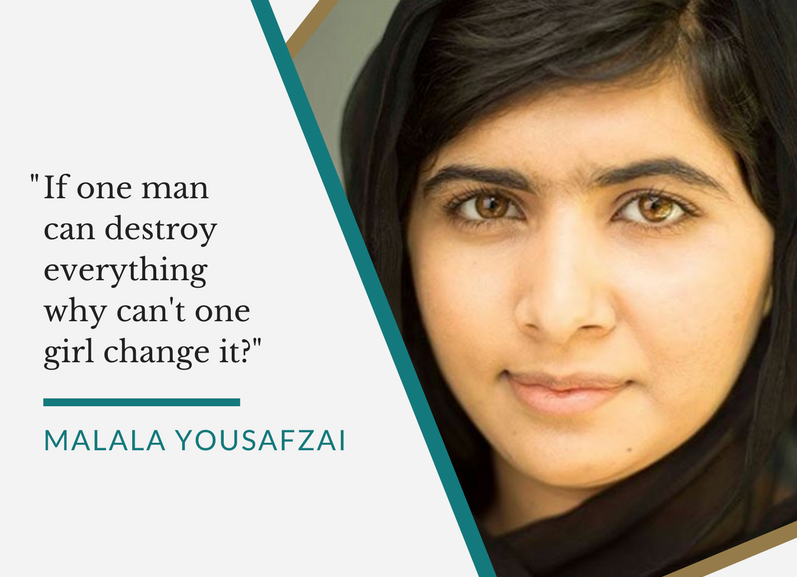 "If one man
can destroy
everything
why can't one
girl change it?"
MALALA YOUSAFZAI